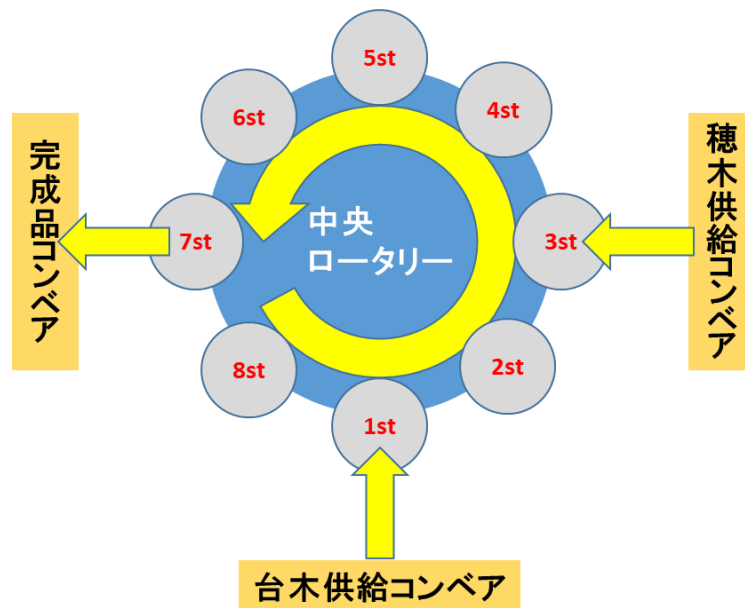 5st
6st
4st
完成品コンベア
穂木供給コンベア
中央
ロータリー
7st
3st
8st
2st
1st
台木供給コンベア